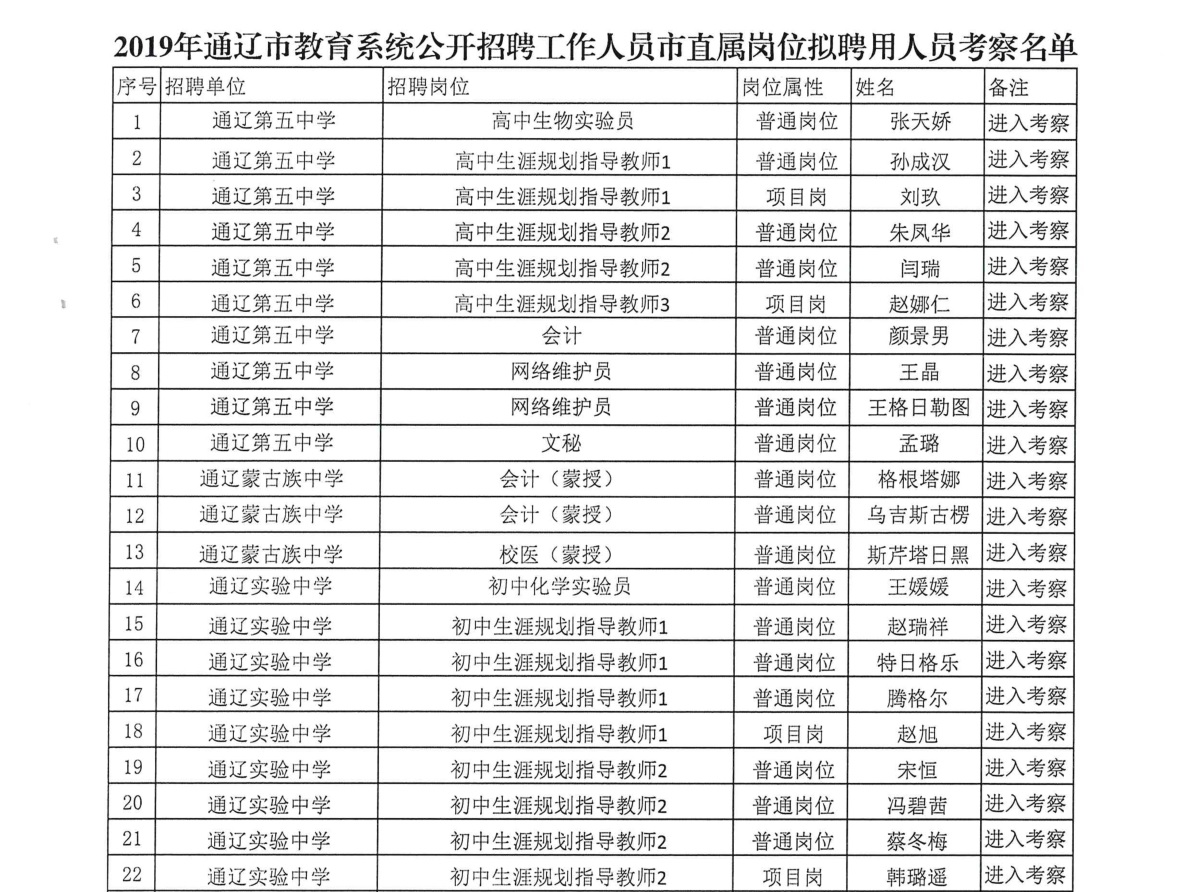 2019年通辽市教育系统公开招聘工作人员市直属岗位拟聘用人员考察名单
序号 招聘单位 招聘岗位 岗位属性 姓名 备注
1 通辽第五中学 高中生物实验员 普通岗位 张天娇 进入考察
2 通辽第五中学 高中生涯规划指导教师1 普通岗位 孙成汉 进入考察
3 通辽第五中学 高中生涯规划指导教师1 项目岗 刘玖 进入考察
4 通辽第五中学 高中生涯规划指导教师2 普通岗位 朱凤华 进入考察
5 通辽第五中学 高中生涯规划指导教师2 普通岗位 闫瑞 进入考察
6 通辽第五中学 高中生涯规划指导教师3 项目岗 赵娜仁 进入考察
7 通辽第五中学 会计 普通岗位 颜景男 进入考察
8 通辽第五中学 网络维护员 普通岗位 王晶 进入考察
9 通辽第五中学 网络维护员 普通岗位 王格日勒图 进入考察
10 通辽第五中学 文秘 普通岗位 孟璐 进入考察
11 通辽蒙古族中学 会计（蒙授） 普通岗位 格根塔娜 进入考察
12 通辽蒙古族中学 会计（蒙授） 普通岗位 乌吉斯古楞 进入考察
13 通辽蒙古族中学 校医（蒙授） 普通岗位 斯芹塔日黑 进入考察
14 通辽实验中学 初中化学实验员 普通岗位 王媛媛 进入考察
15 通辽实验中学 初中生涯规划指导教师1 普通岗位 赵瑞祥 进入考察
16 通辽实验中学 初中生涯规划指导教师1 普通岗位 特日格乐 进入考察
17 通辽实验中学 初中生涯规划指导教师1 普通岗位 腾格尔 进入考察
18 通辽实验中学 初中生涯规划指导教师1 项目岗 赵旭 进入考察
19 通辽实验中学 初中生涯规划指导教师2 普通岗位 宋恒 进入考察
20 通辽实验中学 初中生涯规划指导教师2 普通岗位 冯碧茜 进入考察
21 通辽实验中学 初中生涯规划指导教师2 普通岗位 蔡冬梅 进入考察
22 通辽实验中学 初中生涯规划指导教师2 项目岗 韩璐遥 进入考察